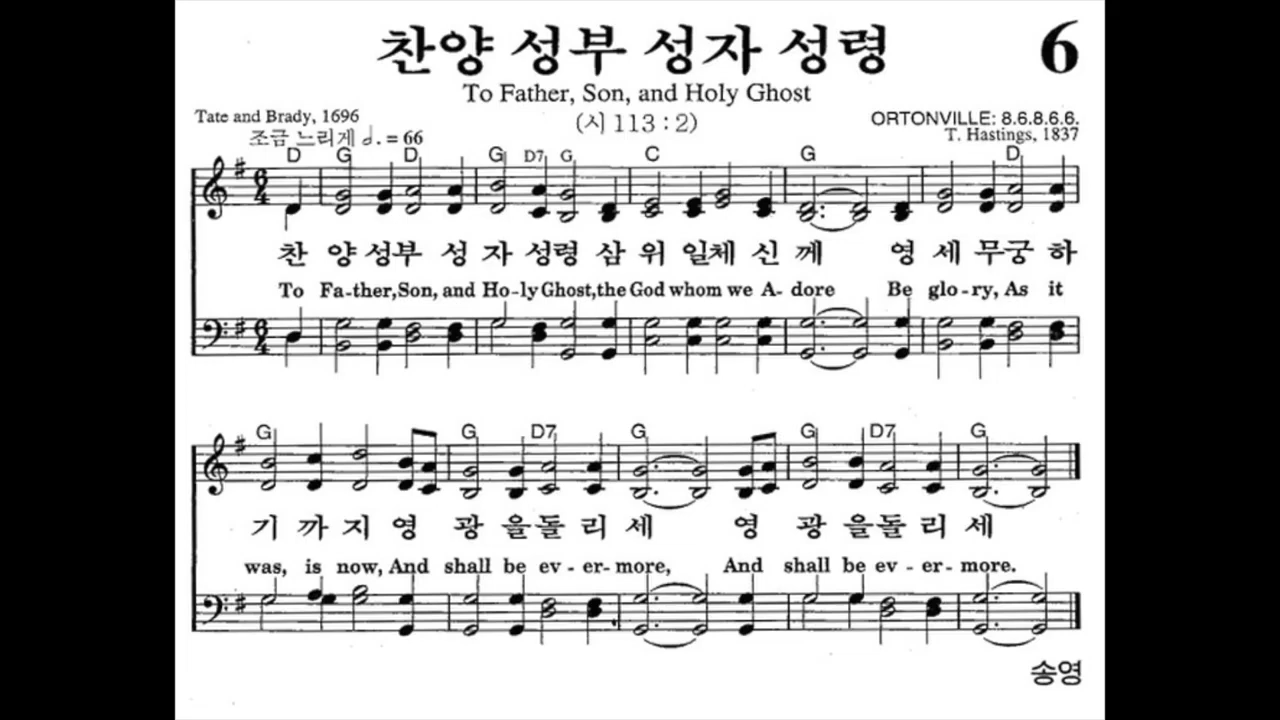 찬양 성부 성자 성령
6
To Father, Son, and Holy Ghost
Tate and Brady, 1696
(시 113 : 2)
ORTONVILLE: 8.6.8.6.6.
조금 느리게 𝅗𝅥. = 66
T. Hastings, 1837
D G D G D7 G C G D
6 4
찬 양 성부 성 자 성령 삼 위 일체 신 께 영 세 무궁 하
To Fa-ther, Son, and Ho-ly Ghost, the God whom we A- dore Be glo-ry, As it
6 4
G G D7 G G D7 G
기 까 지 영 광 을돌 리 세 영 광 을돌 리 세
was, is now, And shall be ev - er- more, And shall be ev - er- more.
송영